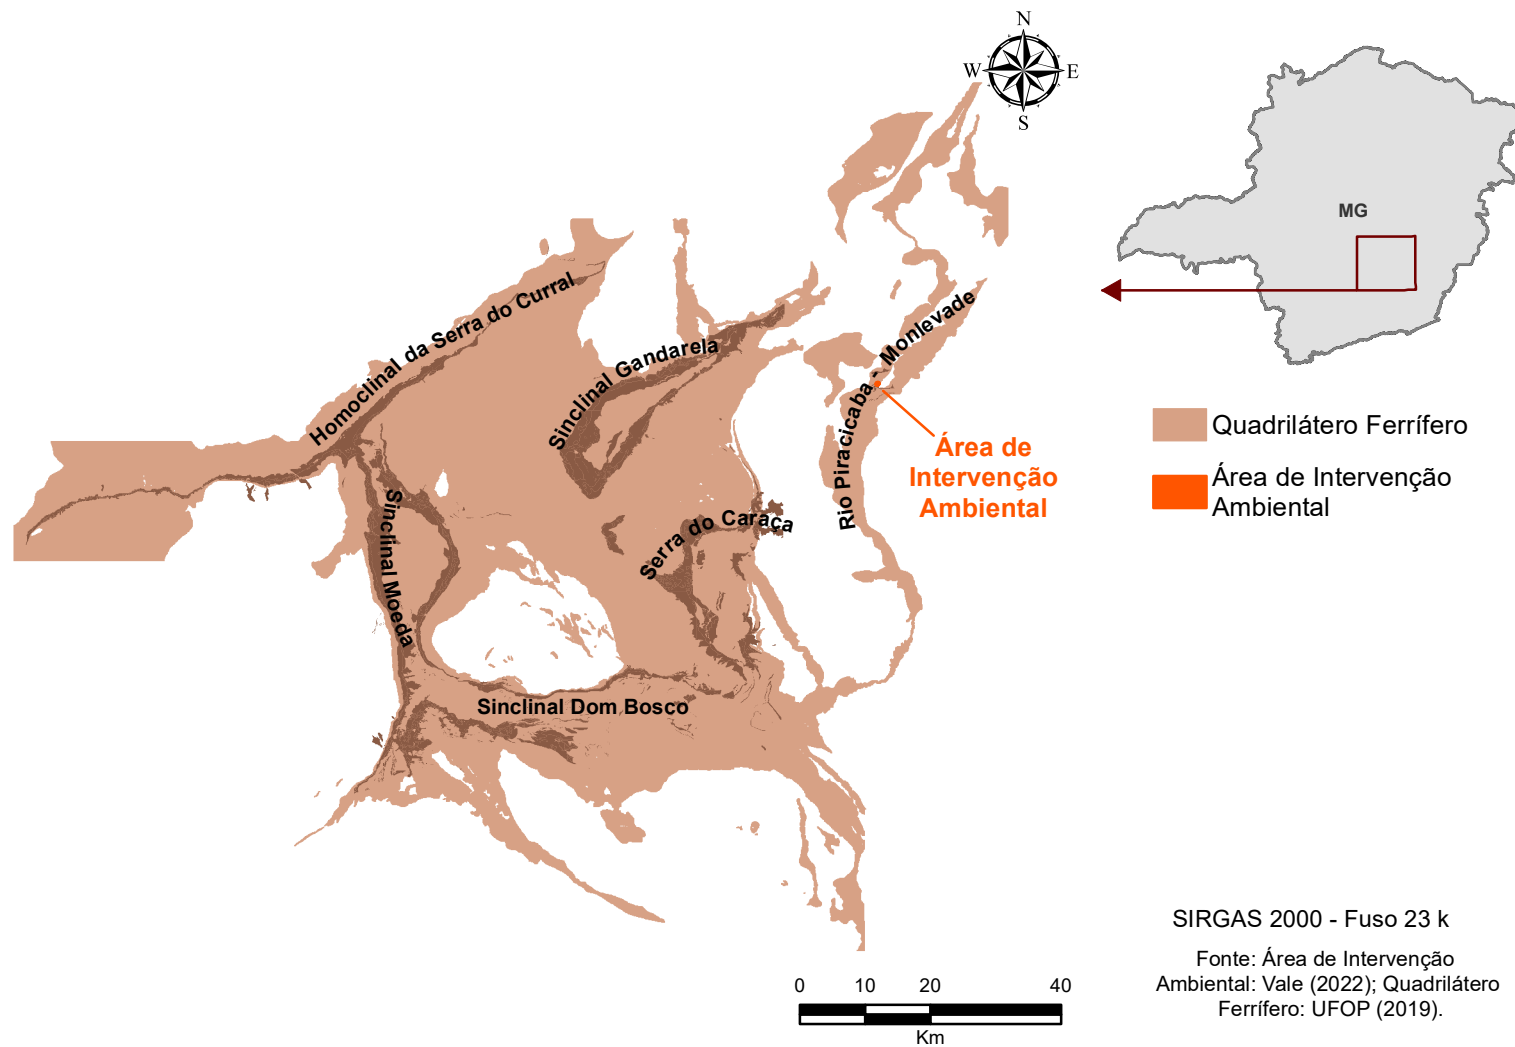 N
W
E
S
MG
Homoclinal da Serra do Curral
Sinclinal Gandarela
Rio Piracicaba - Monlevade
Área de
Intervenção
Ambiental
Sinclinal Moeda
Serra do Caraça
Sinclinal Dom Bosco
Quadrilátero Ferrífero
Área de Intervenção
Ambiental
SIRGAS 2000 - Fuso 23 k
Fonte: Área de Intervenção
Ambiental: Vale (2022); Quadrilátero
Ferrífero: UFOP (2019).
0 10 20 40
Km